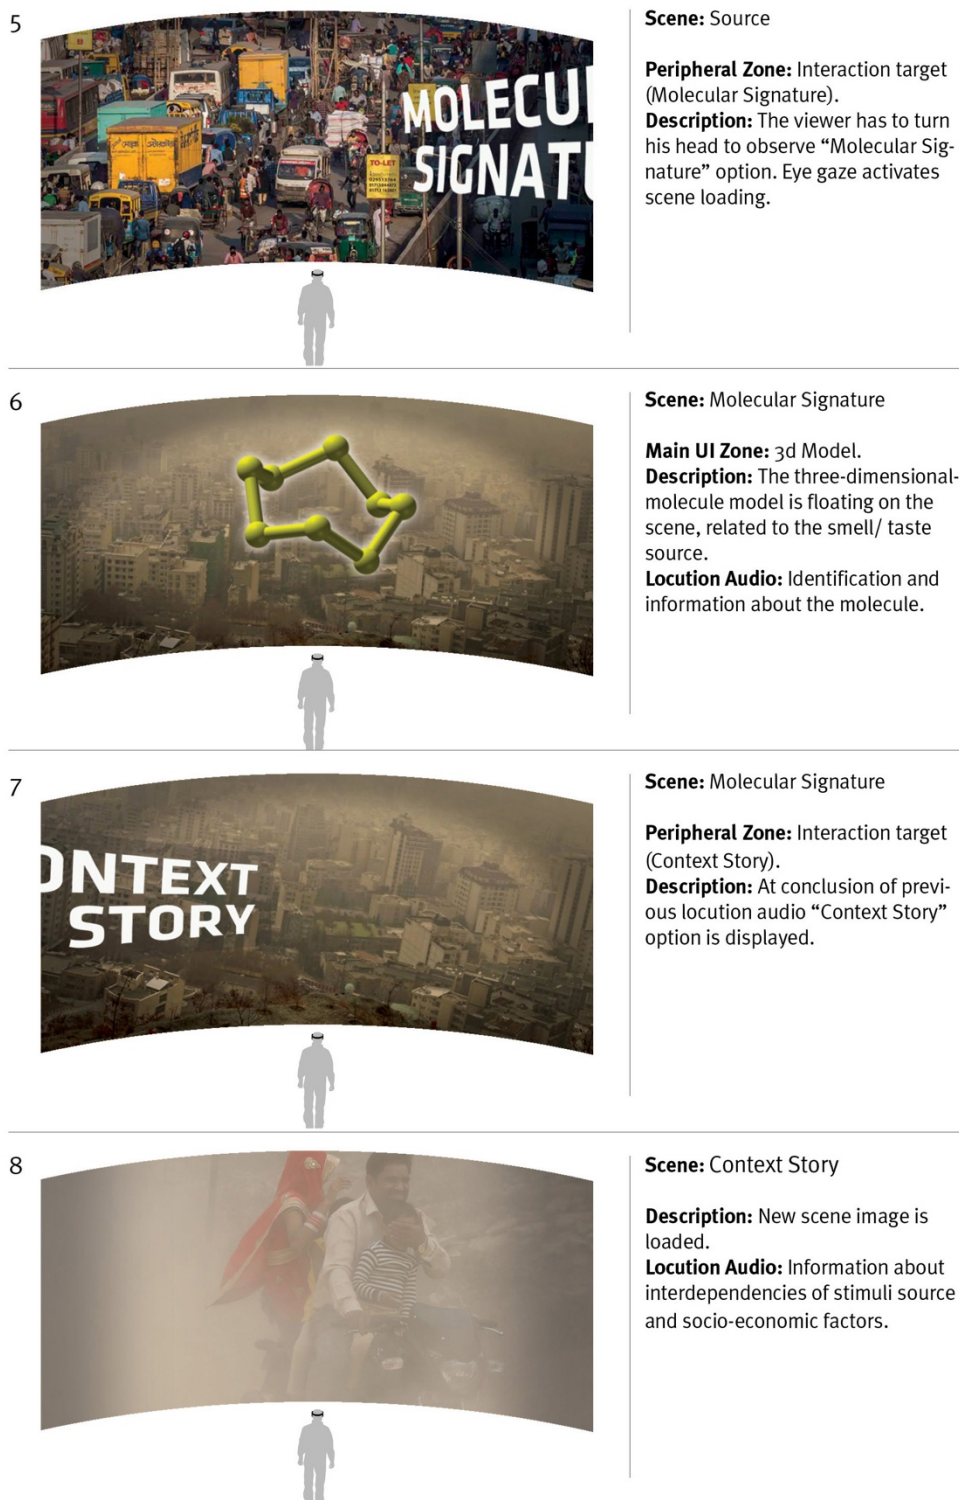 5
MOLECU
SIGNAT
TO-LET
Scene: Source
Peripheral Zone: Interaction target
(Molecular Signature).
Description: The viewer has to turn
his head to observe “Molecular Sig-
nature” option. Eye gaze activates
scene loading.
6
Scene: Molecular Signature
Main UI Zone: 3d Model.
Description: The three-dimensional-
molecule model is floating on the
scene, related to the smell/ taste
source.
Locution Audio: Identification and
information about the molecule.
7
ONTEXT
STORY
Scene: Molecular Signature
Peripheral Zone: Interaction target
(Context Story).
Description: At conclusion of previ-
ous locution audio “Context Story”
option is displayed.
8
Scene: Context Story
Description: New scene image is
loaded.
Locution Audio: Information about
interdependencies of stimuli source
and socio-economic factors.